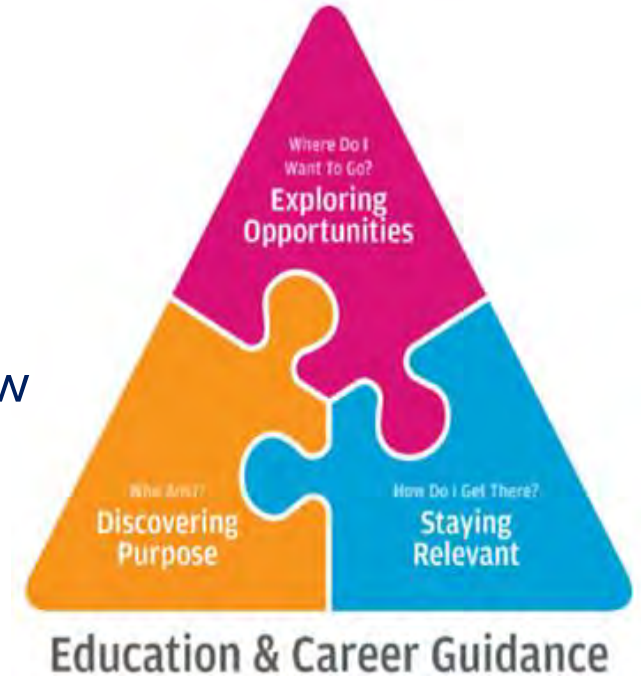 Where Do I
Want To Go?
Exploring
Opportunities
w
Who Am I?
Discovering
Purpose
How Do I Get There?
Staying
Relevant
Education & Career Guidance